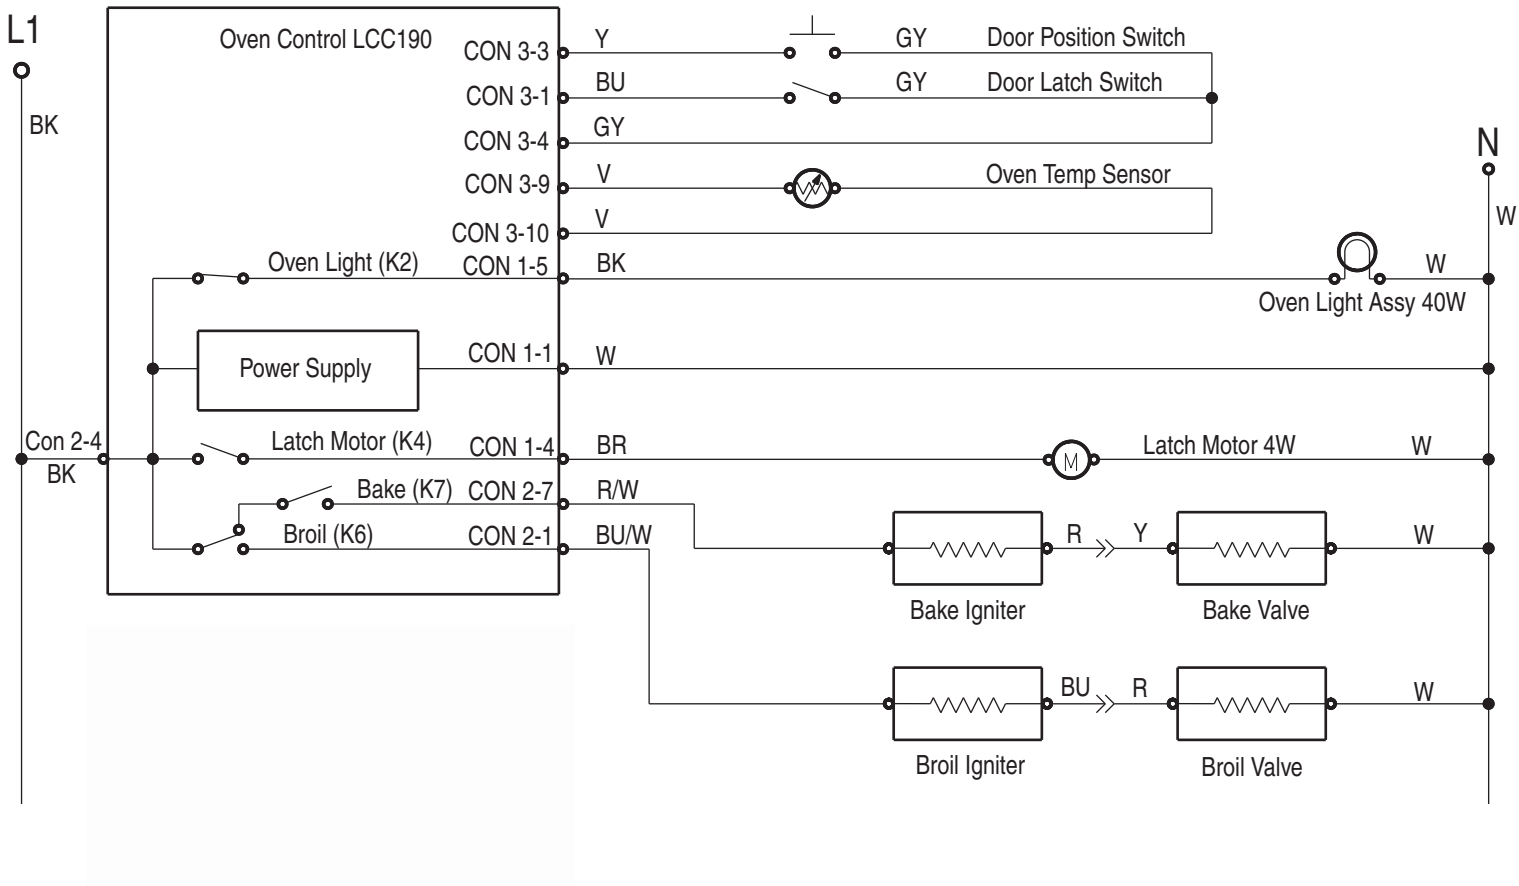 L1
Oven Control LCC190
CON 3-3
Y
GY
Door Position Switch
CON 3-1
BU
GY
Door Latch Switch
BK
CON 3-4
GY
N
CON 3-9
V
Oven Temp Sensor
W
CON 3-10
V
Oven Light (K2)
CON 1-5
BK
W
Oven Light Assy 40W
Power Supply
CON 1-1
W
Con 2-4
BK
Latch Motor (K4)
CON 1-4
BR
M
Latch Motor 4W
W
Bake (K7)
CON 2-7
R/W
Broil (K6)
CON 2-1
BU/W
R
Y
W
Bake Igniter
Bake Valve
BU
R
W
Broil Igniter
Broil Valve